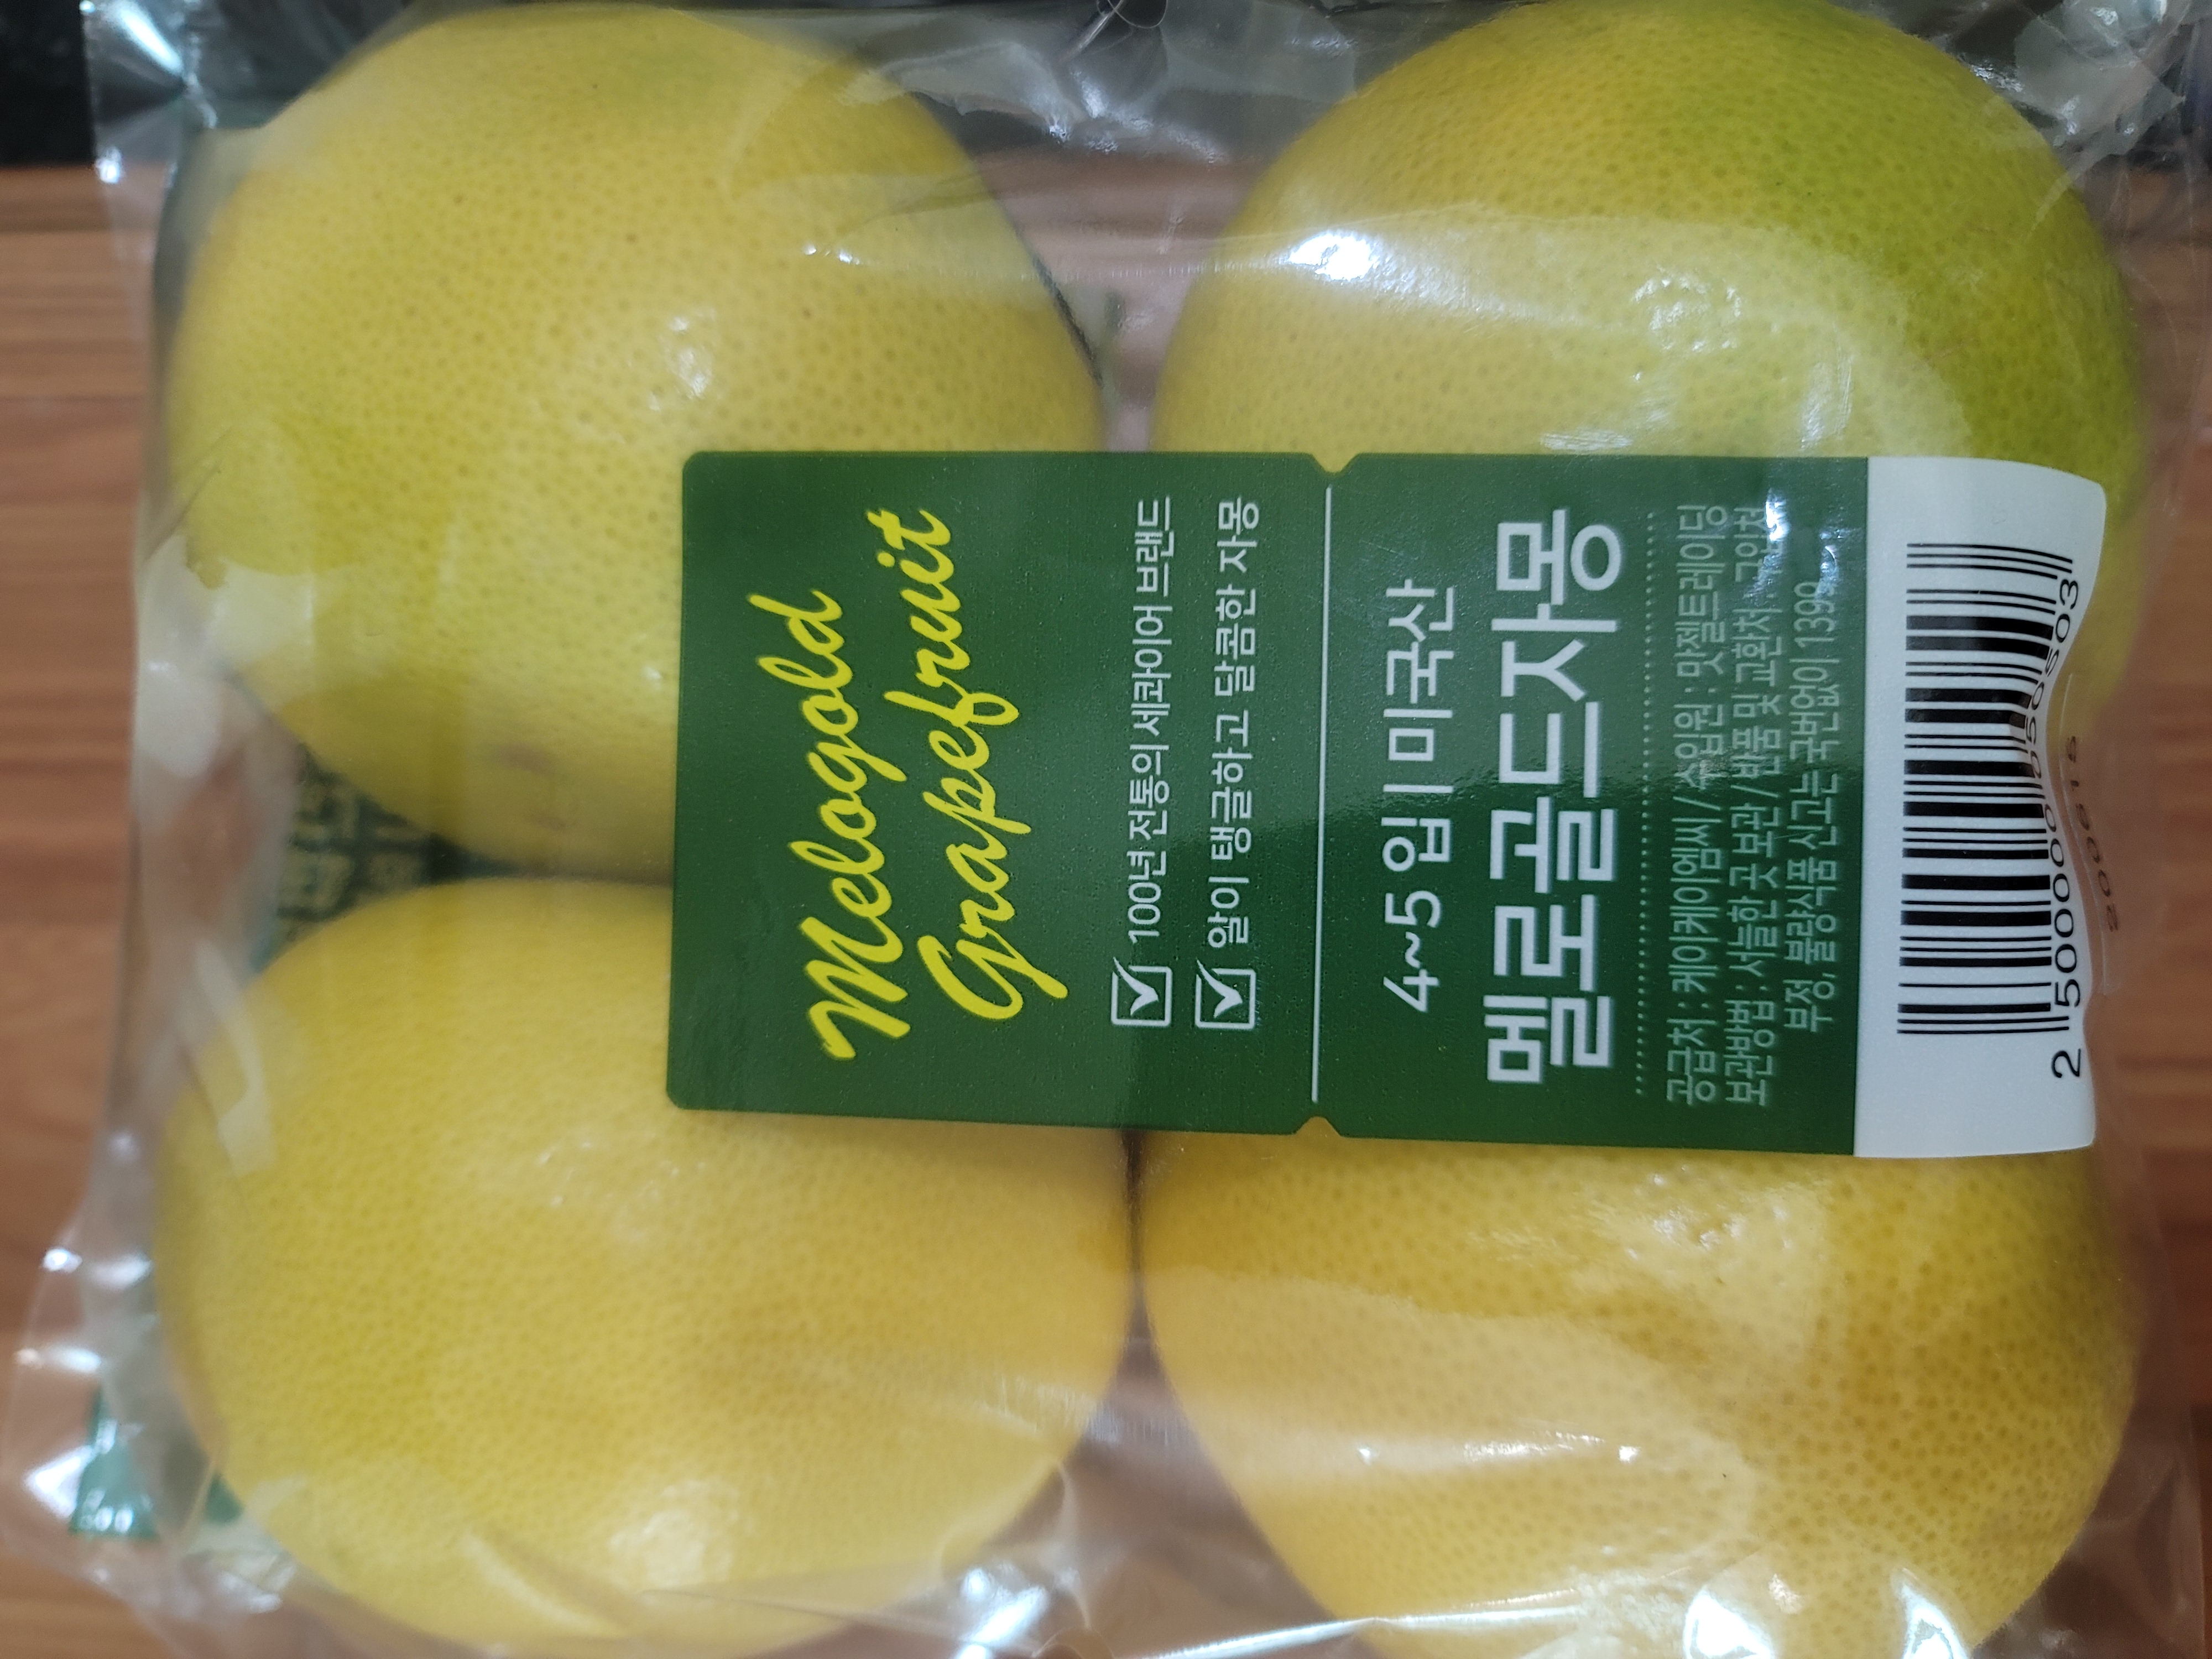 Melogold
Grapefruit
100년 전통의 세콰이어 브랜드
알이 탱글하고 달콤한 자몽
4~5입 | 미국산
멜로골드자몽
공급처 : 케이케이엠씨 / 수입원 : 맛젤트레이딩
보관방법 : 서늘한 곳 보관 / 반품 및 교환처 : 구입처
부정, 불량식품 신고는 국번없이 1399
2 500000